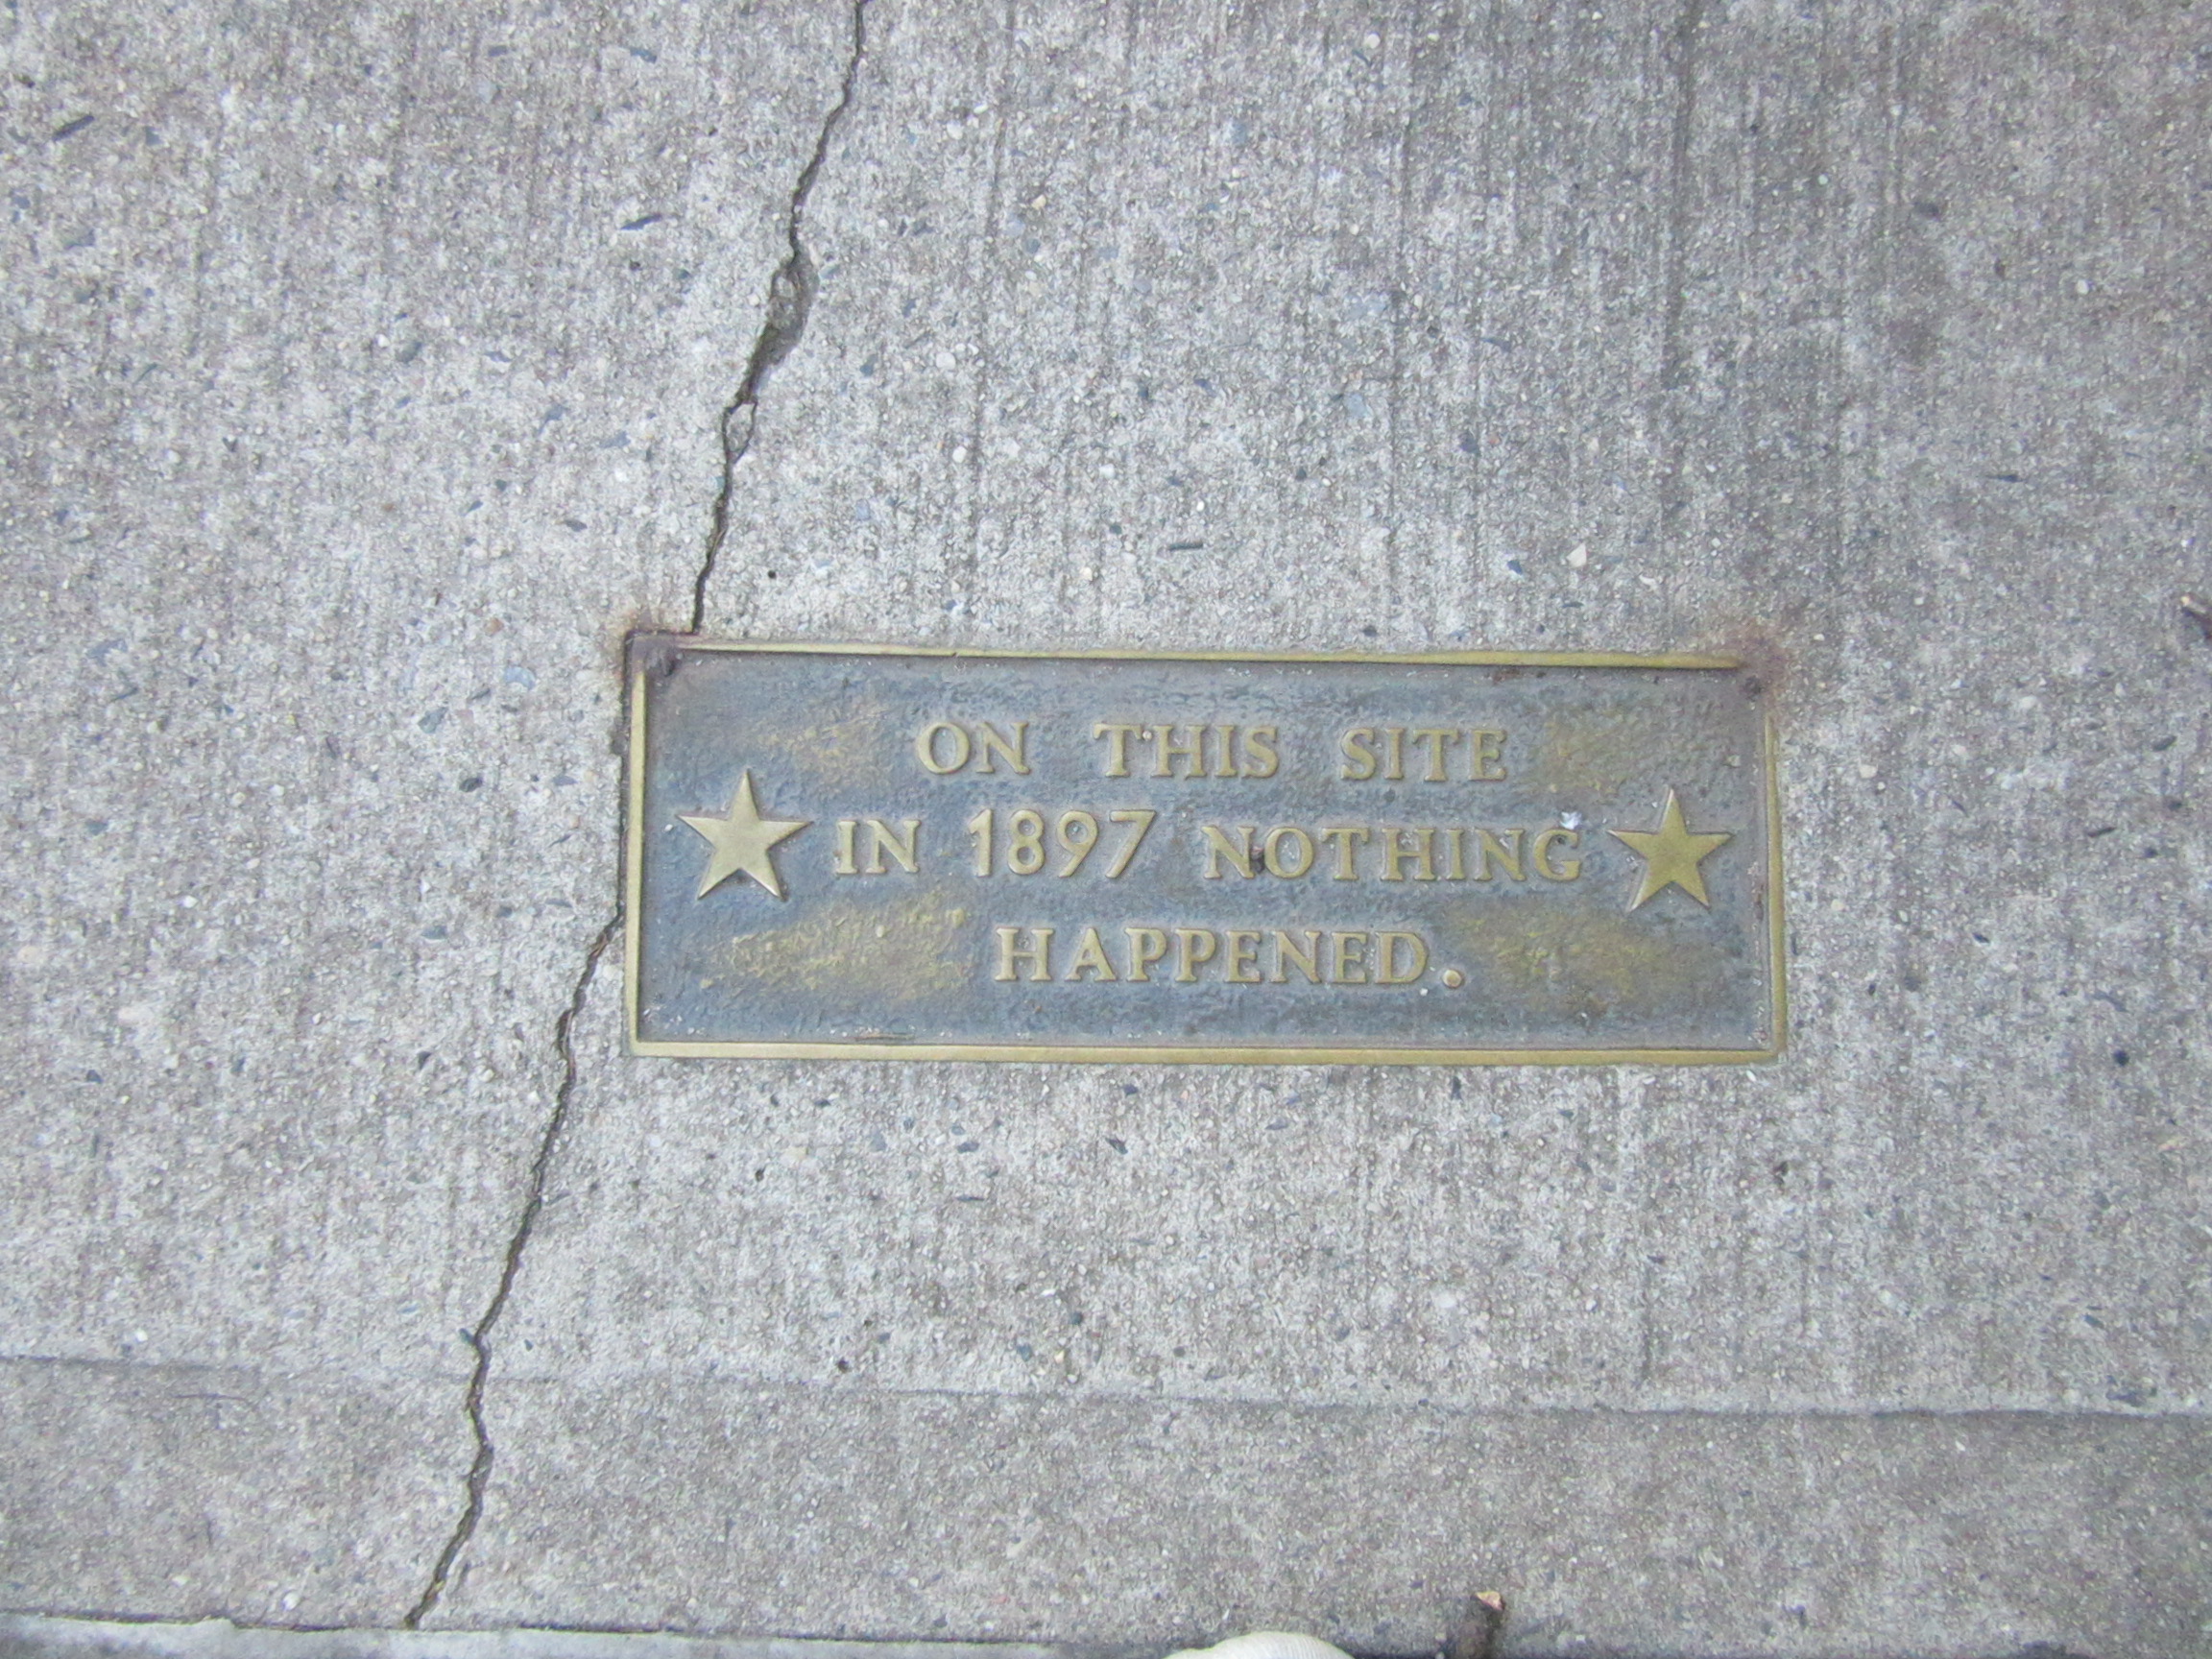 ON THIS SITE
IN 1897 NOTHING
HAPPENED.